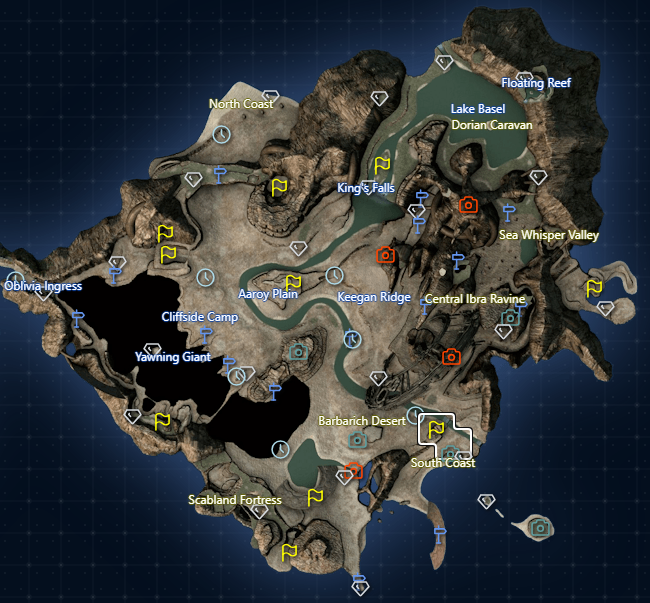 Floating Reef
North Coast
Lake Basel
Dorian Caravan
King's Falls
Sea Whisper Valley
Oblivia Ingress
Aaroy Plain
Keegan Ridge
Central Ibra Ravine
Cliffside Camp
Yawning Giant
Barbarich Desert
South Coast
Scabland Fortress